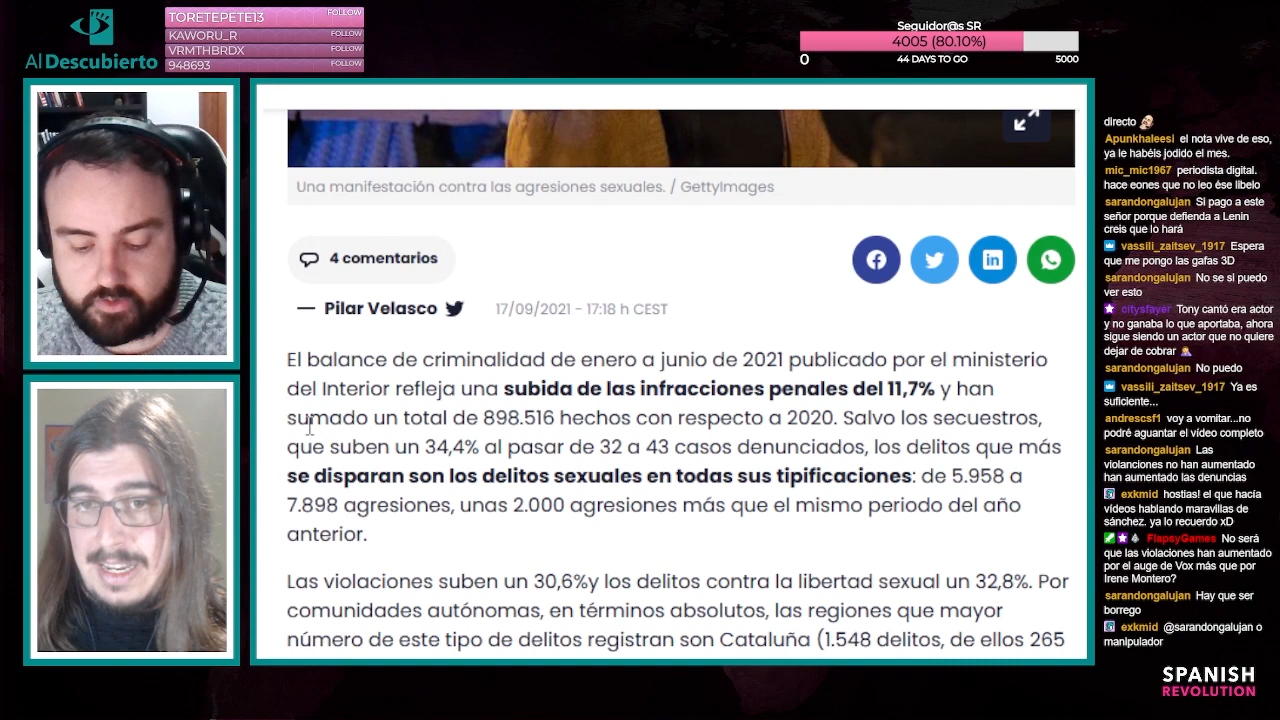 Al Descubierto
TORETEPETE13 FOLLOW
KAWORU_R FOLLOW
VRMTHBRDX FOLLOW
948693 FOLLOW
Seguidor@s SR
4005 (80.10%)
0 44 DAYS TO GO 5000
Una manifestación contra las agresiones sexuales. / GettyImages
4 comentarios
— Pilar Velasco 17/09/2021 - 17:18 h CEST
El balance de criminalidad de enero a junio de 2021 publicado por el ministerio
del Interior refleja una subida de las infracciones penales del 11,7% y han
sumado un total de 898.516 hechos con respecto a 2020. Salvo los secuestros,
que suben un 34,4% al pasar de 32 a 43 casos denunciados, los delitos que más
se disparan son los delitos sexuales en todas sus tipificaciones: de 5.958 a
7.898 agresiones, unas 2.000 agresiones más que el mismo periodo del año
anterior.
Las violaciones suben un 30,6%y los delitos contra la libertad sexual un 32,8%. Por
comunidades autónomas, en términos absolutos, las regiones que mayor
número de este tipo de delitos registran son Cataluña (1.548 delitos, de ellos 265
directo
Apunkhaleesi el nota vive de eso,
ya le habéis jodido el mes.
mic_mic1967 periodista digital.
hace eones que no leo ése libelo
sarandongalujan Si pago a este
señor porque defienda a Lenin
creis que lo hará
vassili_zaitsev_1917 Espera
que me pongo las gafas 3D
sarandongalujan No se si puedo
ver esto
citysfayer Tony cantó era actor
y no ganaba lo que aportaba, ahora
sigue siendo un actor que no quiere
dejar de cobrar
sarandongalujan No puedo
vassili_zaitsev_1917 Ya es
suficiente...
andrescsf1 voy a vomitar...no
podré aguantar el vídeo completo
sarandongalujan Las
violanciones no han aumentado
han aumentado las denuncias
exkmid hostias! el que hacía
vídeos hablando maravillas de
sánchez. ya lo recuerdo xD
FlapsyGames No será
que las violaciones han aumentado
por el auge de Vox más que por
Irene Montero?
sarandongalujan Hay que ser
borrego
exkmid @sarandongalujan o
manipulador
SPANISH
REVOLUTION